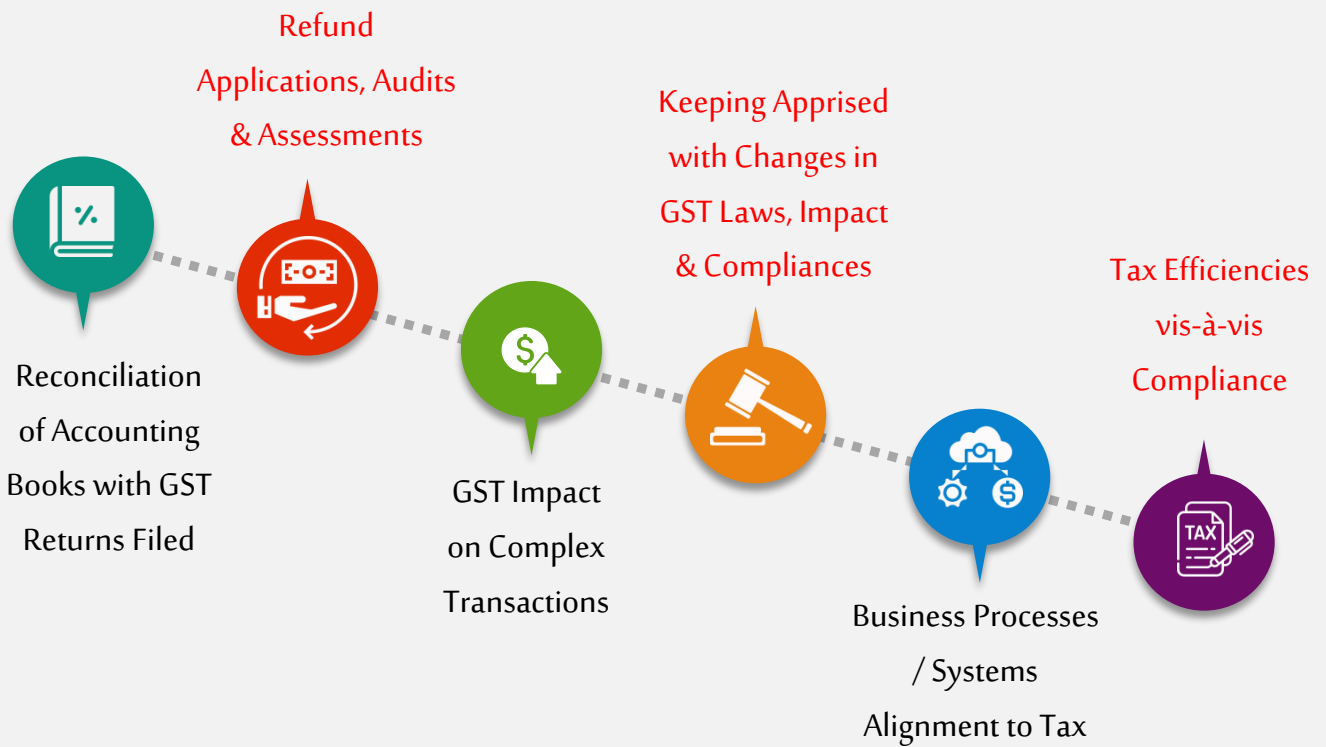 Reconciliation
of Accounting
Books with GST
Returns Filed
Refund
Applications, Audits
& Assessments
GST Impact
on Complex
Transactions
Keeping Apprised
with Changes in
GST Laws, Impact
& Compliances
Business Processes
/ Systems
Alignment to Tax
Tax Efficiencies
vis-à-vis
Compliance
TAX